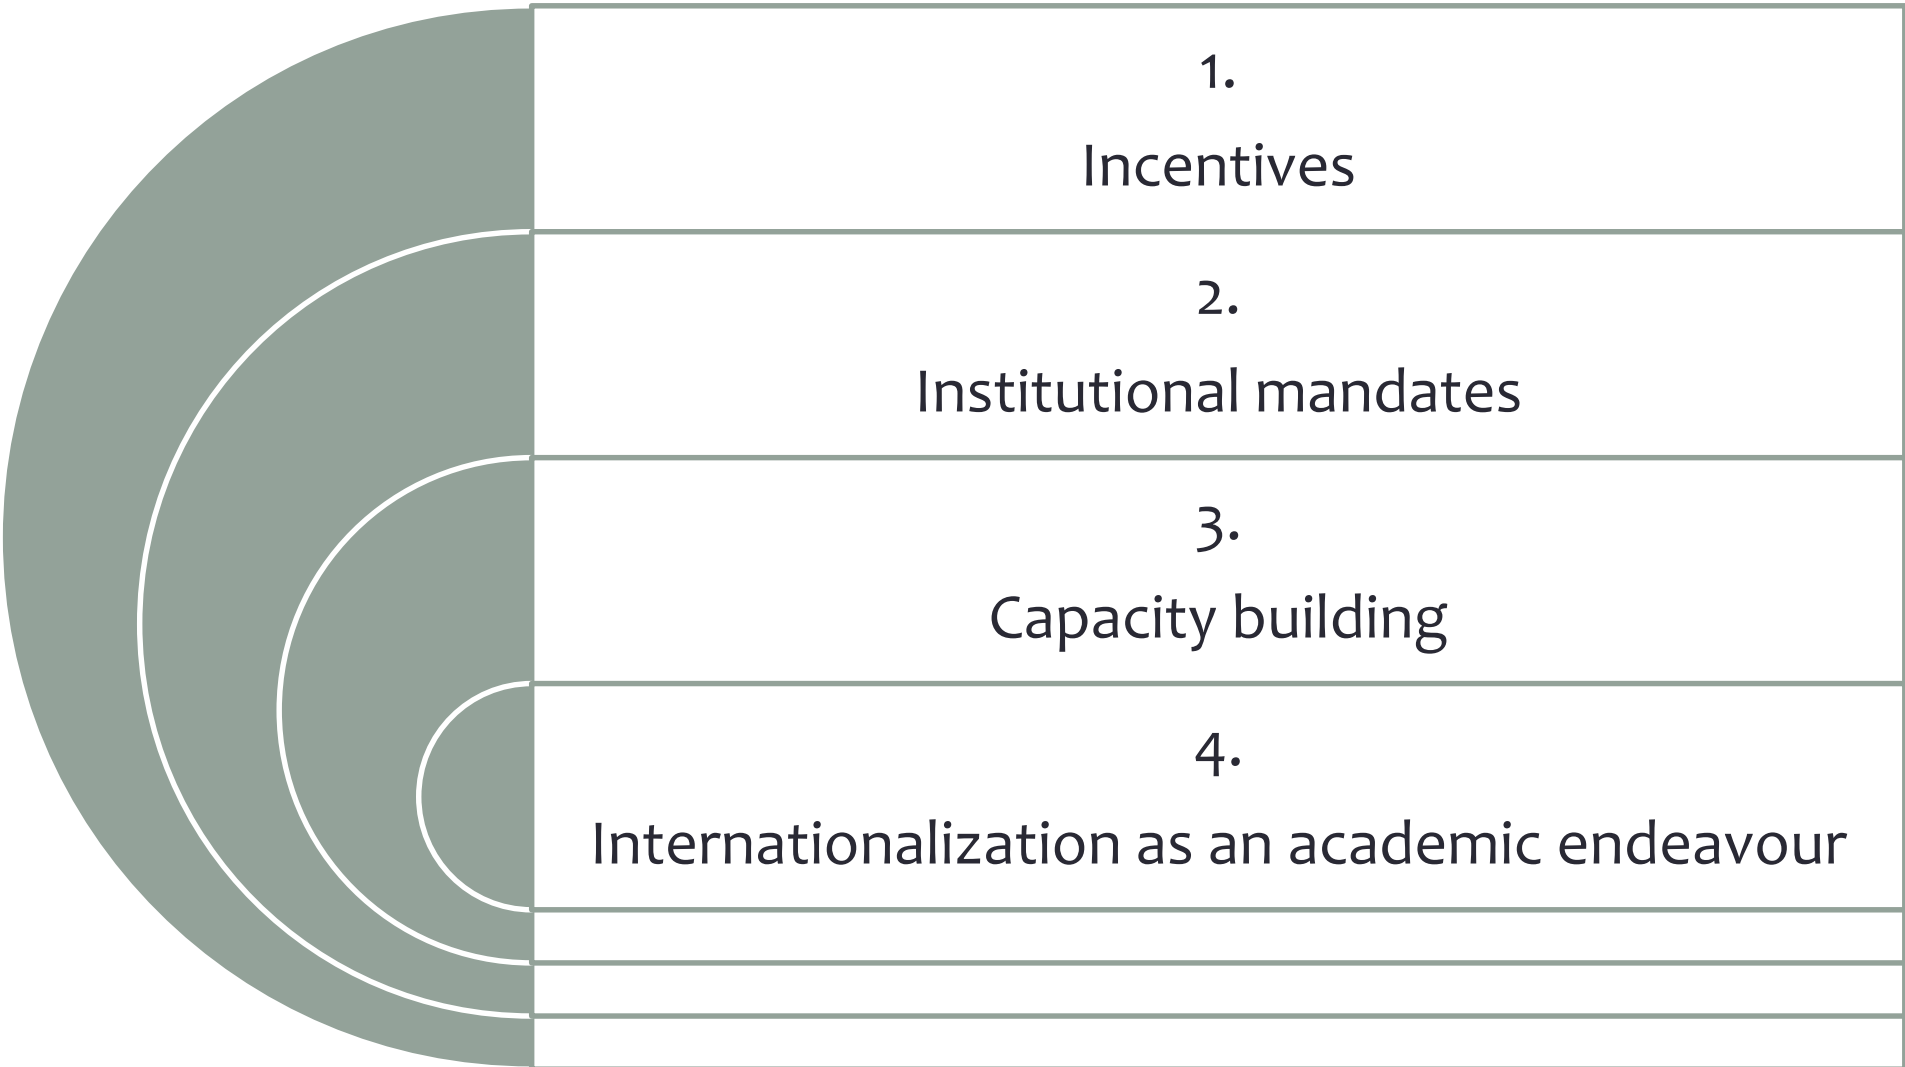 1.
Incentives
2.
Institutional mandates
3.
Capacity building
4.
Internationalization as an academic endeavour